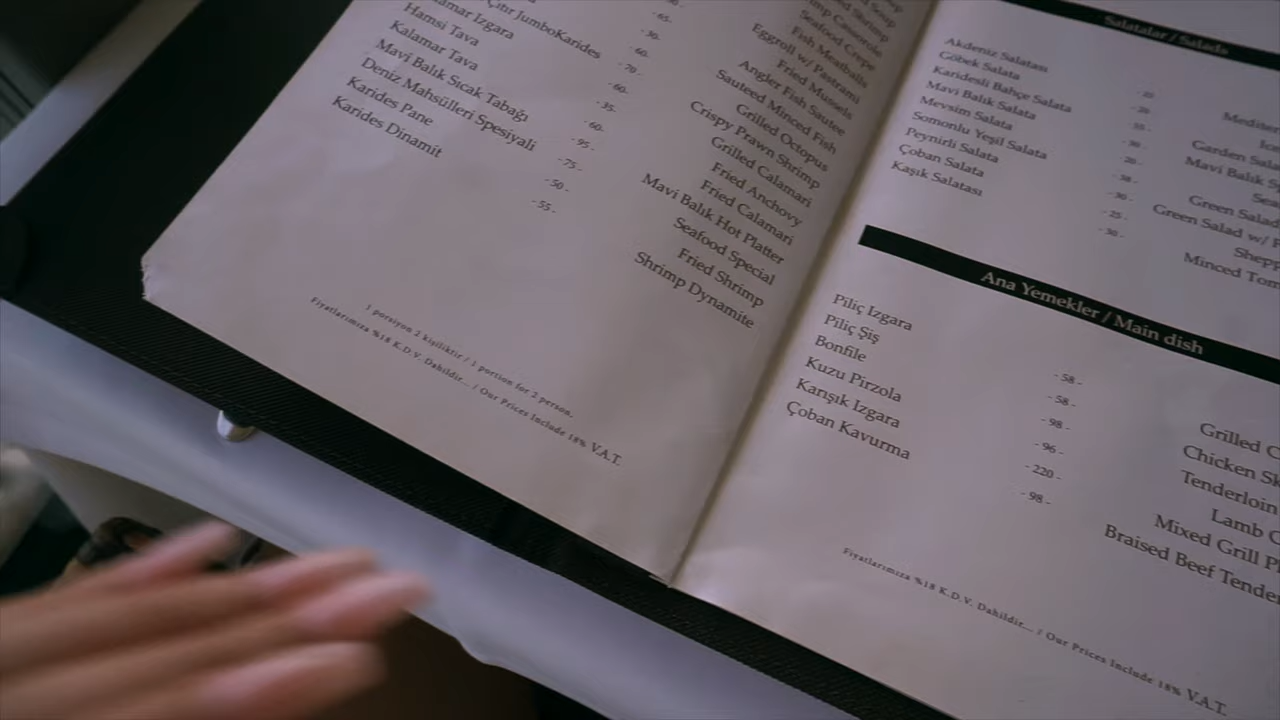 Çıtır JumboKarides
Izgara
Hamsi Tava
Kalamar Tava
Mavi Balık Sıcak Tabağı
Deniz Mahsülleri Spesiyali
Karides Pane
Karides Dinamit
-65-
-30-
-60-
-70-
-60-
-35-
-60-
-95-
-75-
-50-
-55-
Seafood Crepe
Fish Meatballs
Eggroll w/ Pastrami
Fried Mussels
Angler Fish Sautee
Sauteed Minced Fish
Grilled Octopus
Crispy Prawn Shrimp
Grilled Calamari
Fried Anchovy
Fried Calamari
Mavi Balık Hot Platter
Seafood Special
Fried Shrimp
Shrimp Dynamite
1 porsiyon 2 kişiliktir / 1 portion for 2 person.
Fiyatlarımıza %18 K.D.V. Dahildir... / Our Prices Include 18% V.A.T.
Salatalar / Salads
Akdeniz Salatası
Göbek Salata
Karidesli Bahçe Salata
Mavi Balık Salata
Mevsim Salata
Somonlu Yeşil Salata
Peynirli Salata
Çoban Salata
Kaşık Salatası
Garden
Mavi Balık
Green
Green Salad w/
Minced
Ana Yemekler / Main dish
Piliç Izgara -58-
Piliç Şiş -58-
Bonfile -98-
Kuzu Pirzola -96-
Karışık Izgara -220-
Çoban Kavurma -98-
Grilled
Chicken
Tenderloin
Lamb
Mixed Grill
Braised Beef
Fiyatlarımıza %18 K.D.V. Dahildir... / Our Prices Include 18% V.A.T.